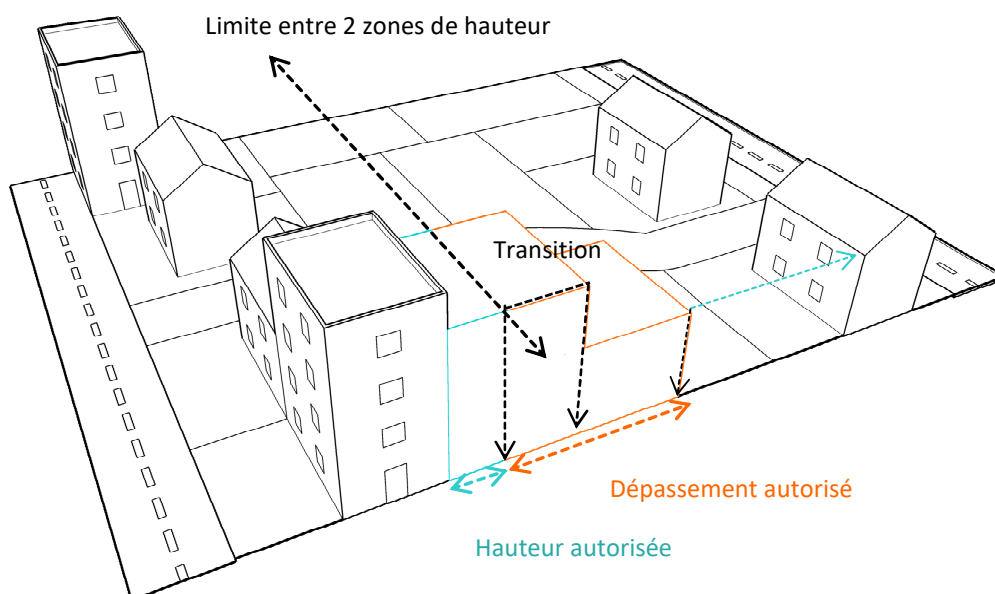 Limite entre 2 zones de hauteur
Transition
Dépassement autorisé
Hauteur autorisée